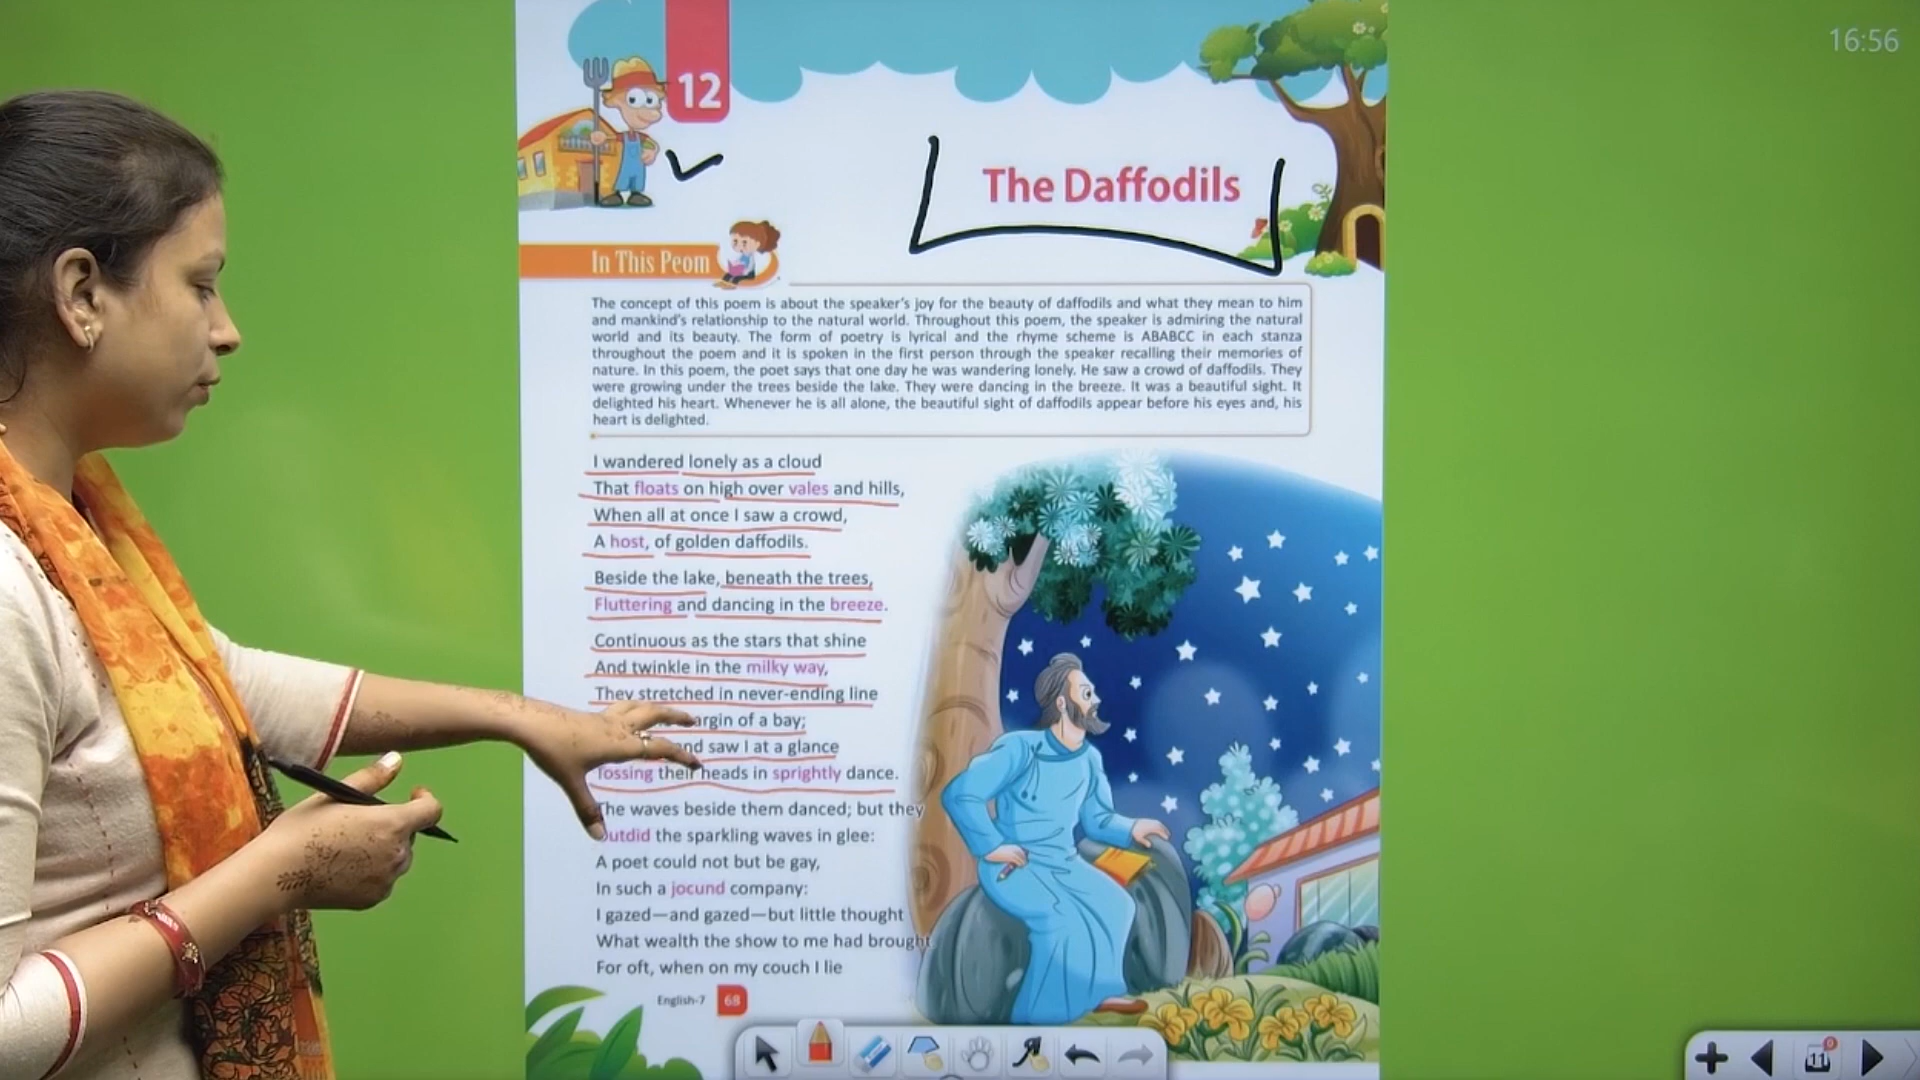 16:56
12
The Daffodils
In This Peom
The concept of this poem is about the speaker's joy for the beauty of daffodils and what they mean to him
and mankind's relationship to the natural world. Throughout this poem, the speaker is admiring the natural
world and its beauty. The form of poetry is lyrical and the rhyme scheme is ABABCC in each stanza
throughout the poem and it is spoken in the first person through the speaker recalling their memories of
nature. In this poem, the poet says that one day he was wandering lonely. He saw a crowd of daffodils. They
were growing under the trees beside the lake. They were dancing in the breeze. It was a beautiful sight. It
delighted his heart. Whenever he is all alone, the beautiful sight of daffodils appear before his eyes and, his
heart is delighted.
I wandered lonely as a cloud
That floats on high over vales and hills,
When all at once I saw a crowd,
A host, of golden daffodils.
Beside the lake, beneath the trees,
Fluttering and dancing in the breeze.
Continuous as the stars that shine
And twinkle in the milky way,
They stretched in never-ending line
of a bay;
saw I at a glance
Tossing their heads in sprightly dance.
The waves beside them danced; but they
outdid the sparkling waves in glee:
A poet could not but be gay,
In such a jocund company:
I gazed—and gazed—but little thought
What wealth the show to me had brought
For oft, when on my couch I lie
English-7 68
11
0